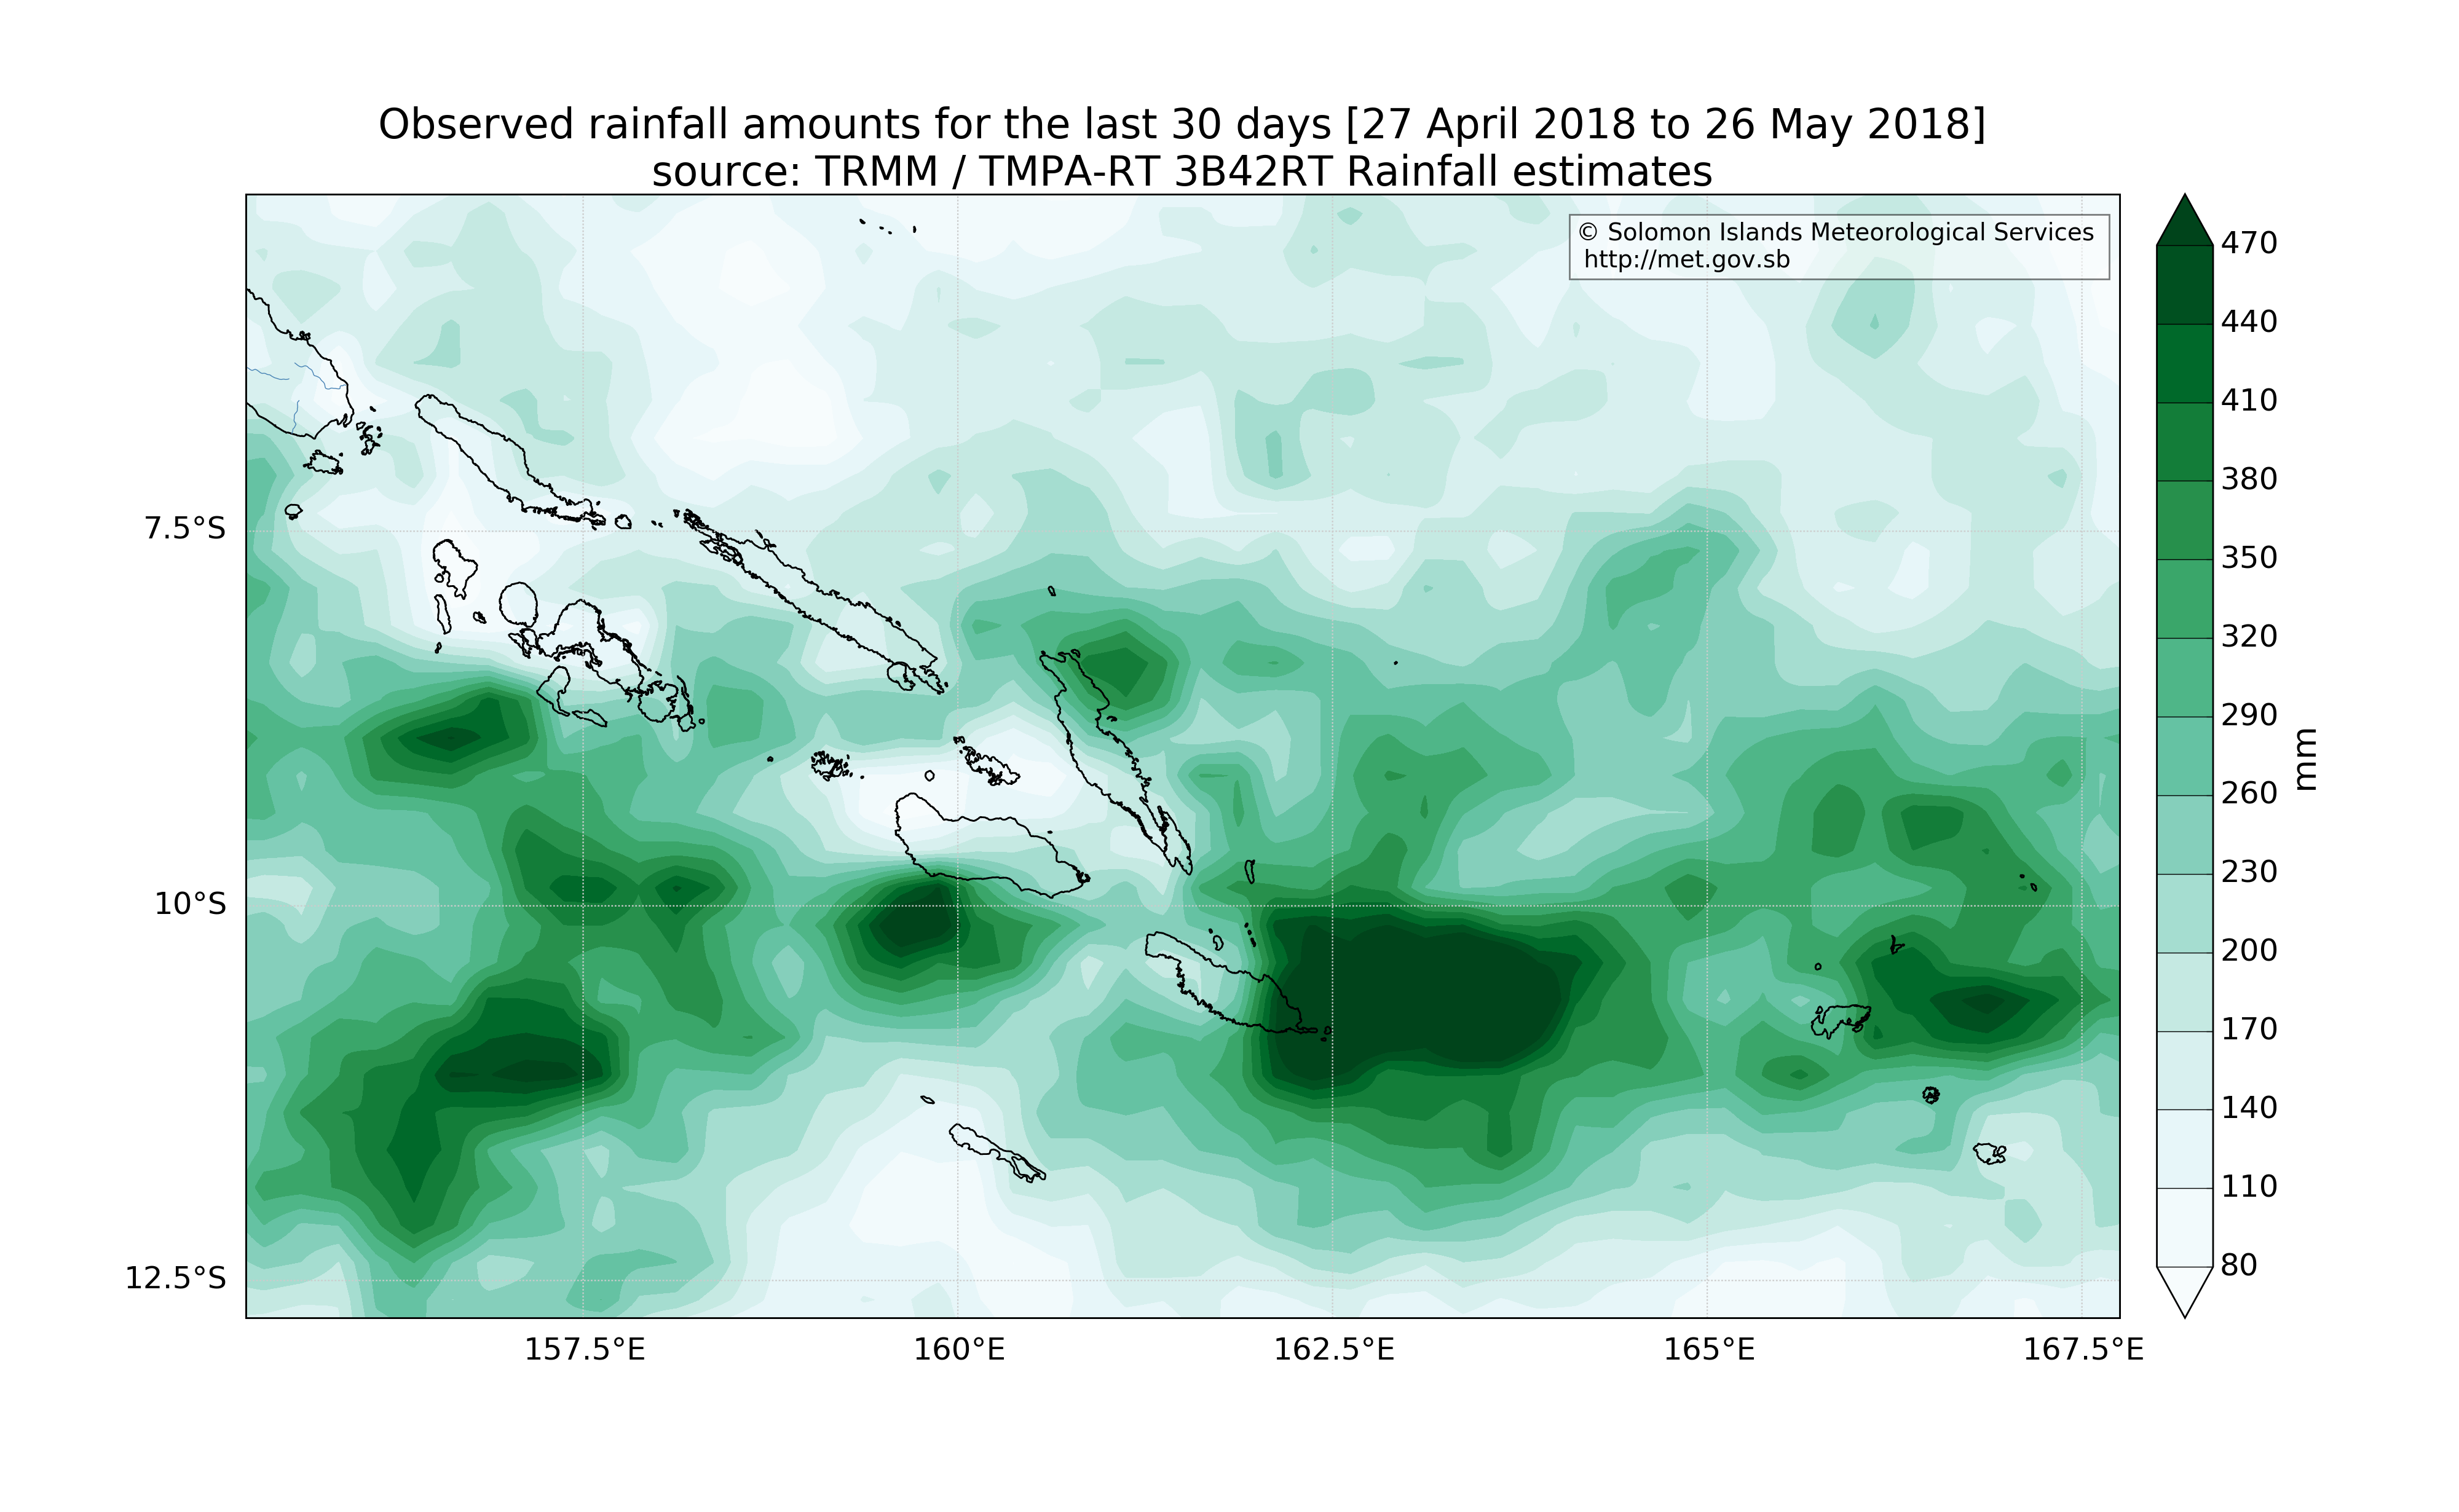 Observed rainfall amounts for the last 30 days [27 April 2018 to 26 May 2018]
source: TRMM / TMPA-RT 3B42RT Rainfall estimates
© Solomon Islands Meteorological Services
http://met.gov.sb
7.5°S
10°S
12.5°S
157.5°E
160°E
162.5°E
165°E
167.5°E
470
440
410
380
350
320
290
260
230
200
170
140
110
80
mm